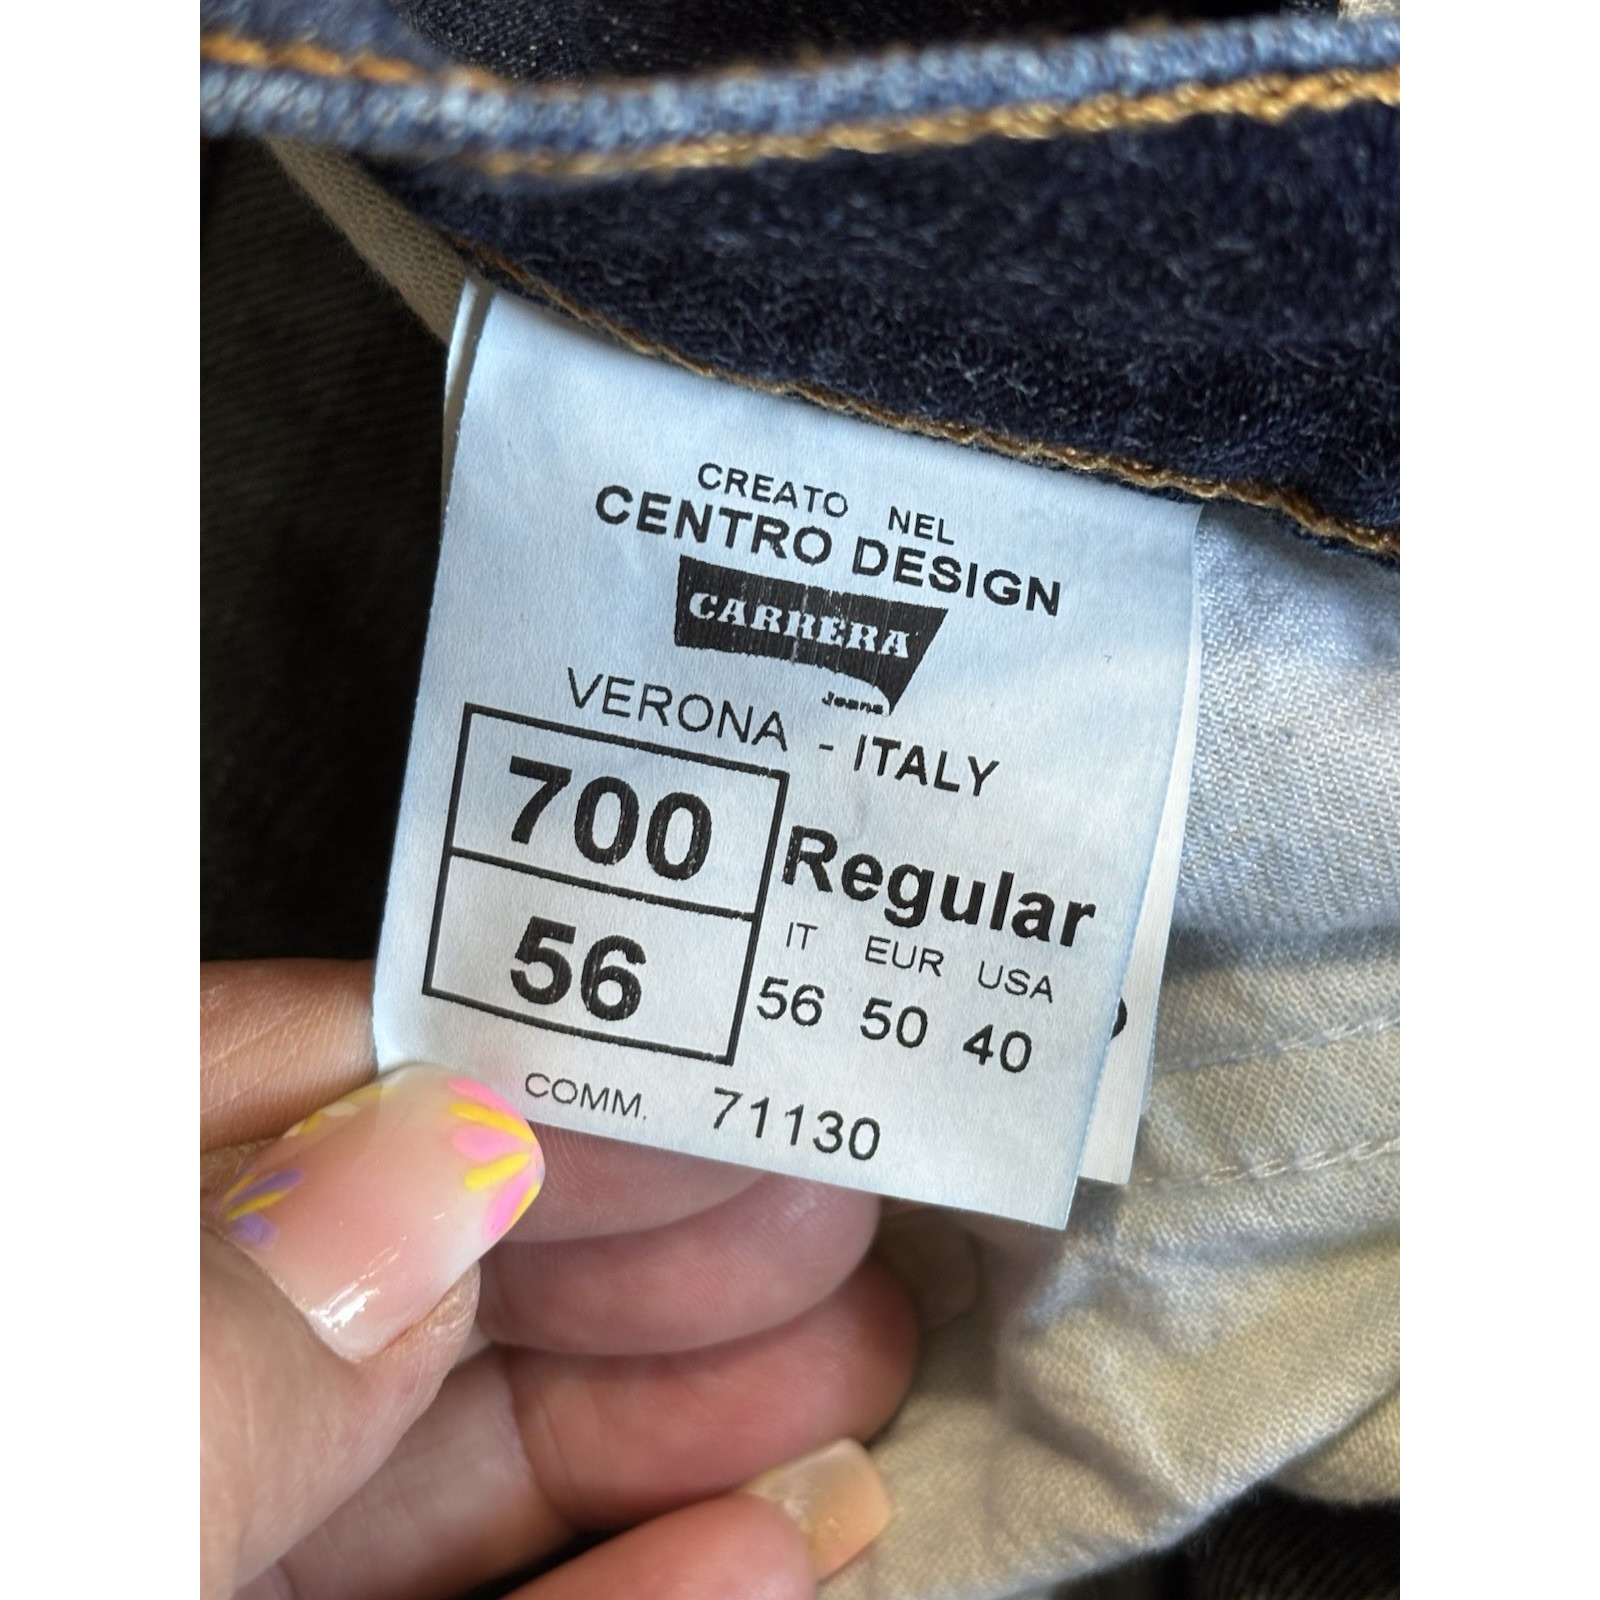 CREATO NEL
CENTRO DESIGN
CARRERA
Jeans
VERONA - ITALY
700 Regular
IT EUR USA
56 56 50 40
COMM. 71130